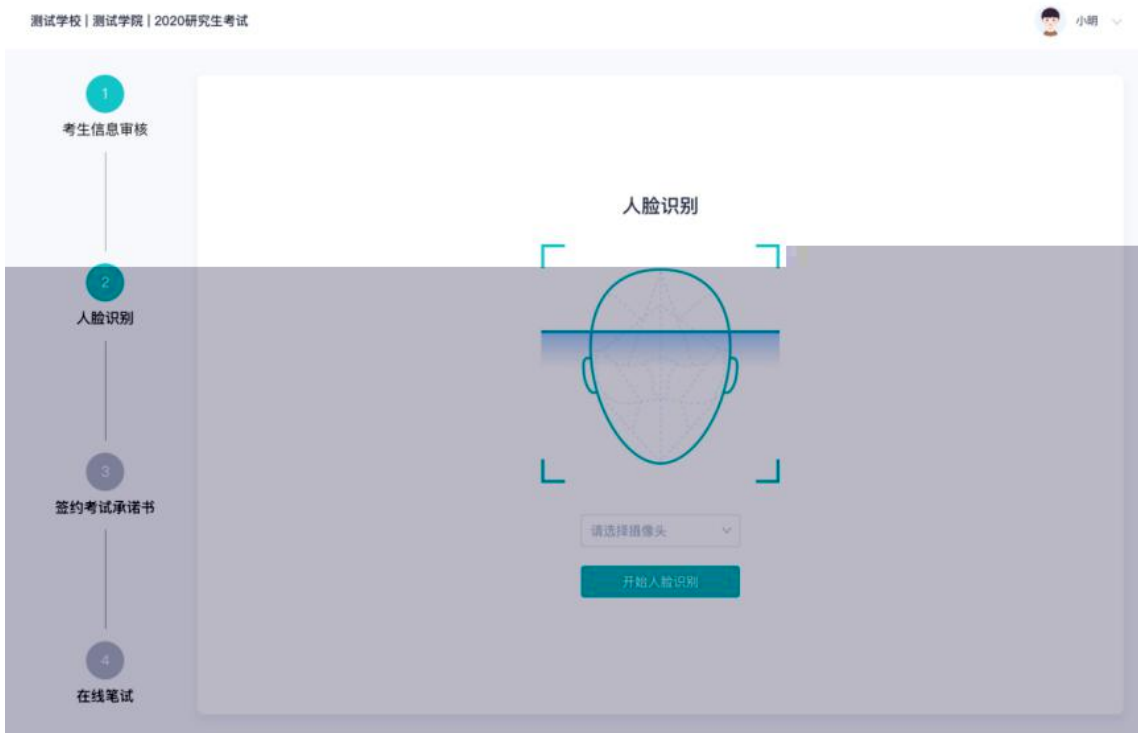 测试学校 | 测试学院 | 2020研究生考试
小明
1
考生信息审核
2
人脸识别
3
签约考试承诺书
4
在线笔试
人脸识别
请选择摄像头
开始人脸识别